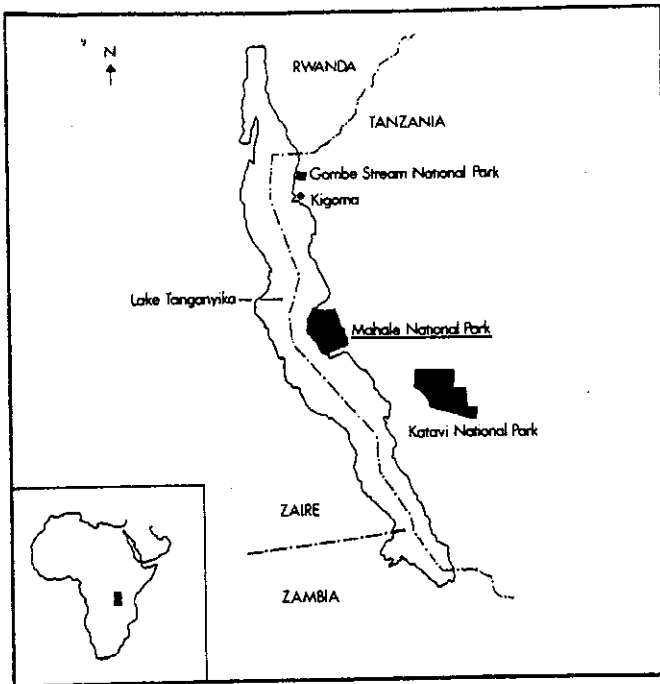 N
RWANDA
TANZANIA
Gombe Stream National Park
Kigoma
Lake Tanganyika
Mahale National Park
Katavi National Park
ZAIRE
ZAMBIA